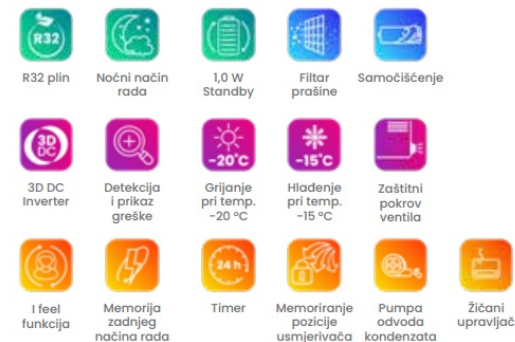 R32
R32 plin
Noćni način
rada
1,0 W
Standby
Filtar
prašine
Samočišćenje
3D
DC
-20°C
-15°C
3D DC
Inverter
Detekcija
i prikaz
greške
Grijanje
pri temp.
-20 °C
Hlađenje
pri temp.
-15 °C
Zaštitni
pokrov
ventila
24 h
I feel
funkcija
Memorija
zadnjeg
načina rada
Timer
Memoriranje
pozicije
usmjerivača
Pumpa
odvoda
kondenzata
Žičani
upravljač